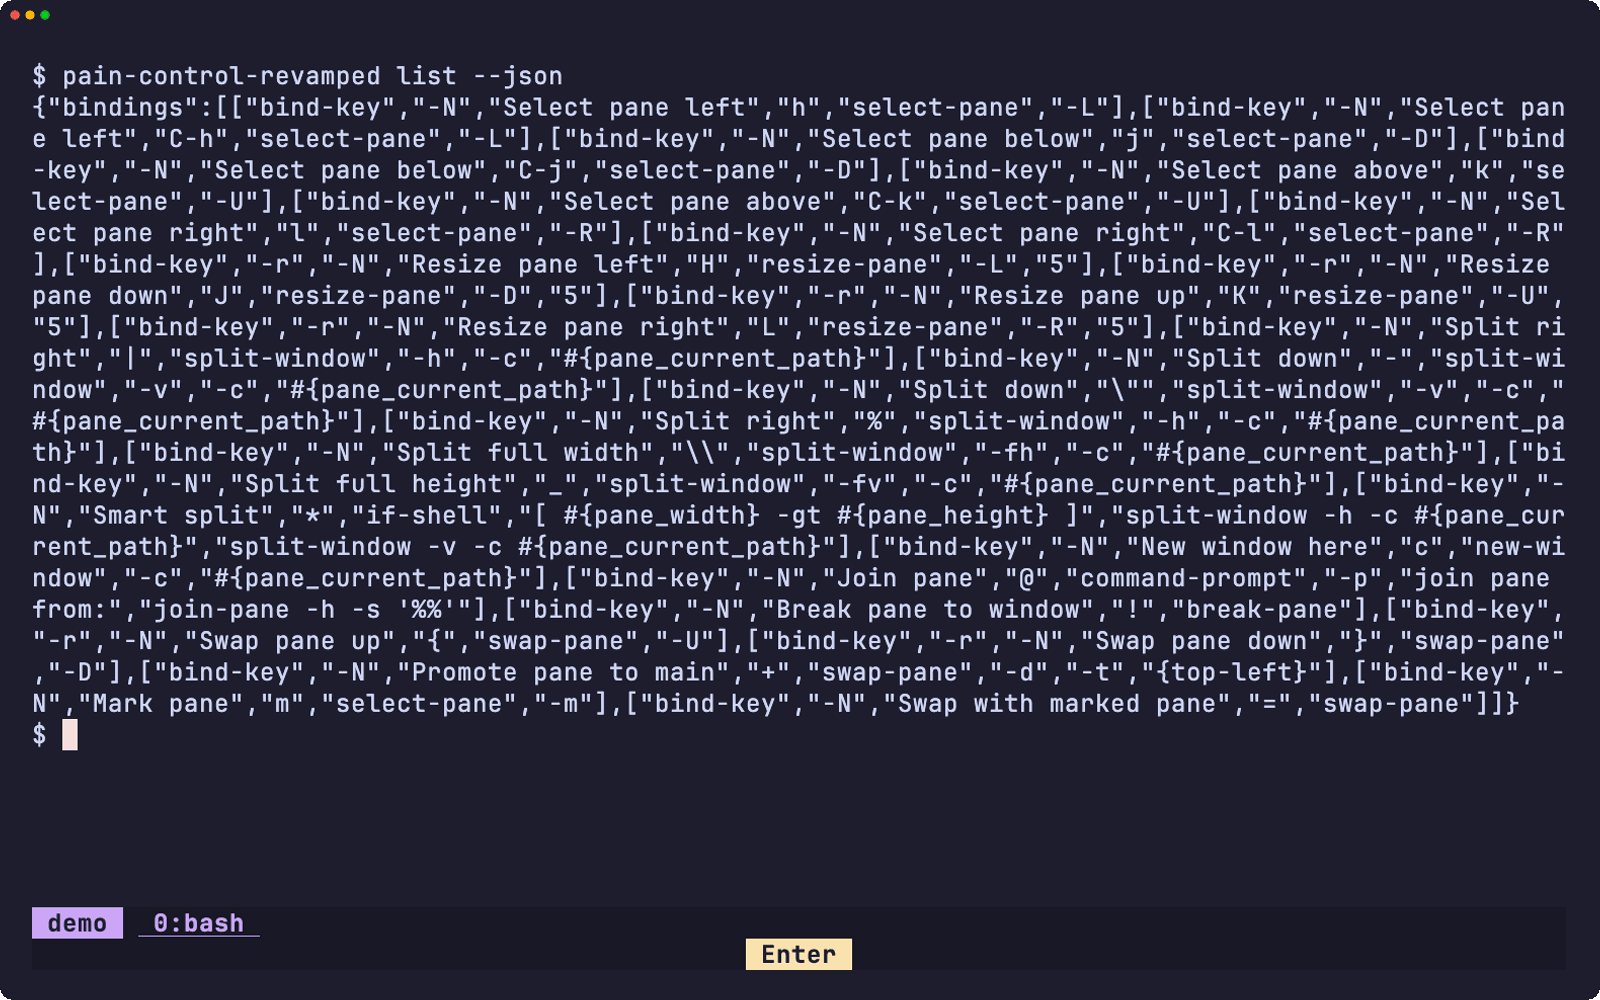 $ pain-control-revamped list --json
{"bindings":[["bind-key","-N","Select pane left","h","select-pane","-L"],["bind-key","-N","Select pan
e left","C-h","select-pane","-L"],["bind-key","-N","Select pane below","j","select-pane","-D"],["bind
-key","-N","Select pane below","C-j","select-pane","-D"],["bind-key","-N","Select pane above","k","se
lect-pane","-U"],["bind-key","-N","Select pane above","C-k","select-pane","-U"],["bind-key","-N","Sel
ect pane right","l","select-pane","-R"],["bind-key","-N","Select pane right","C-l","select-pane","-R"
],["bind-key","-r","-N","Resize pane left","H","resize-pane","-L","5"],["bind-key","-r","-N","Resize
pane down","J","resize-pane","-D","5"],["bind-key","-r","-N","Resize pane up","K","resize-pane","-U",
"5"],["bind-key","-r","-N","Resize pane right","L","resize-pane","-R","5"],["bind-key","-N","Split ri
ght","|","split-window","-h","-c","#{pane_current_path}"],["bind-key","-N","Split down","-","split-wi
ndow","-v","-c","#{pane_current_path}"],["bind-key","-N","Split down","\"","split-window","-v","-c","
#{pane_current_path}"],["bind-key","-N","Split right","%","split-window","-h","-c","#{pane_current_pa
th}"],["bind-key","-N","Split full width","\\","split-window","-fh","-c","#{pane_current_path}"],["bi
nd-key","-N","Split full height","_","split-window","-fv","-c","#{pane_current_path}"],["bind-key","-
N","Smart split","*","if-shell","[ #{pane_width} -gt #{pane_height} ]","split-window -h -c #{pane_cur
rent_path}","split-window -v -c #{pane_current_path}"],["bind-key","-N","New window here","c","new-wi
ndow","-c","#{pane_current_path}"],["bind-key","-N","Join pane","@","command-prompt","-p","join pane
from:","join-pane -h -s '%%'"],["bind-key","-N","Break pane to window","!","break-pane"],["bind-key",
"-r","-N","Swap pane up","{","swap-pane","-U"],["bind-key","-r","-N","Swap pane down","}","swap-pane"
,"-D"],["bind-key","-N","Promote pane to main","+","swap-pane","-d","-t","{top-left}"],["bind-key","-
N","Mark pane","m","select-pane","-m"],["bind-key","-N","Swap with marked pane","=","swap-pane"]]}
$
demo 0:bash
Enter